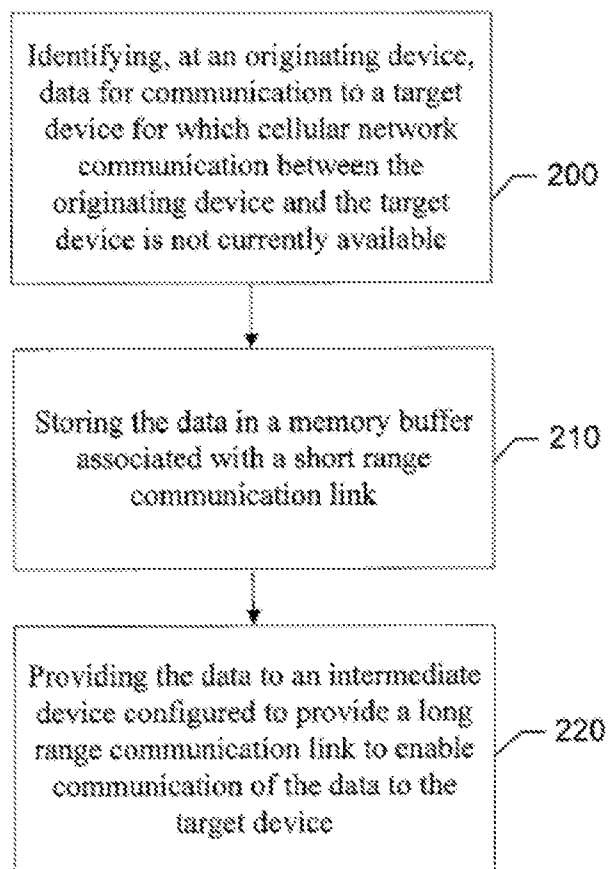 Identifying, at an originating device,
data for communication to a target
device for which cellular network
communication between the
originating device and the target
device is not currently available
200
Storing the data in a memory buffer
associated with a short range
communication link
210
Providing the data to an intermediate
device configured to provide a long
range communication link to enable
communication of the data to the
target device
220